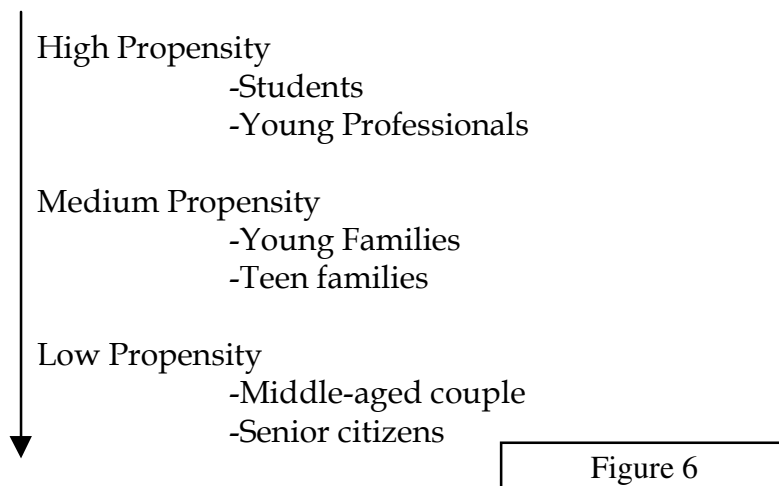 High Propensity
-Students
-Young Professionals
Medium Propensity
-Young Families
-Teen families
Low Propensity
-Middle-aged couple
-Senior citizens
Figure 6